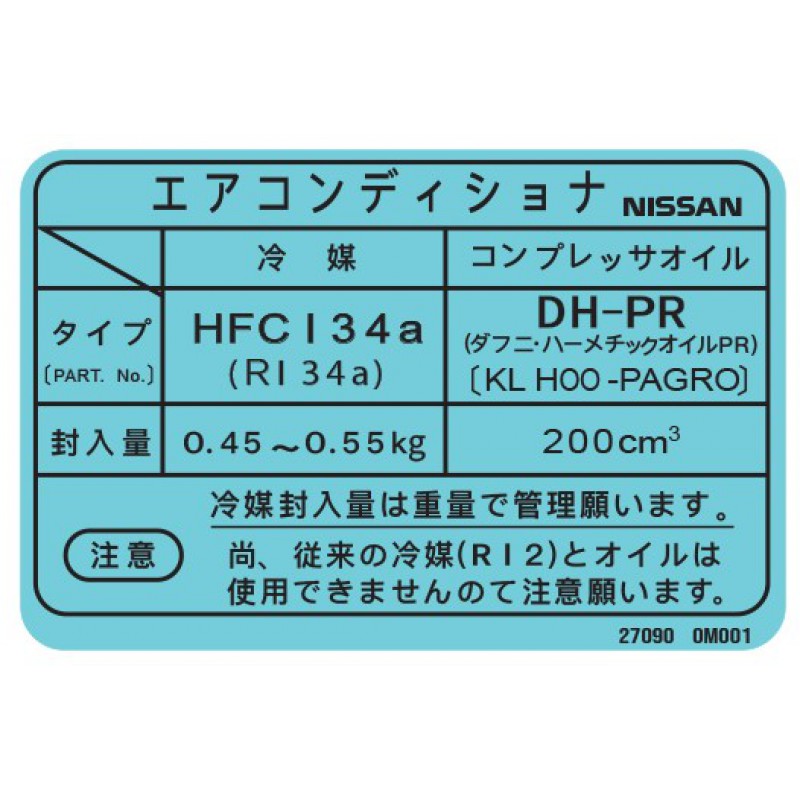 エアコンディショナ NISSAN
冷 媒 コンプレッサオイル
タイプ
〔PART. No.〕
HFC134a
(R134a)
DH-PR
(ダフニ・ハーメチックオイルPR)
〔KLH00-PAGRO〕
封入量 0.45～0.55kg 200cm³
注意
冷媒封入量は重量で管理願います。
尚、従来の冷媒(R12)とオイルは
使用できませんのて注意願います。
27090 0M001